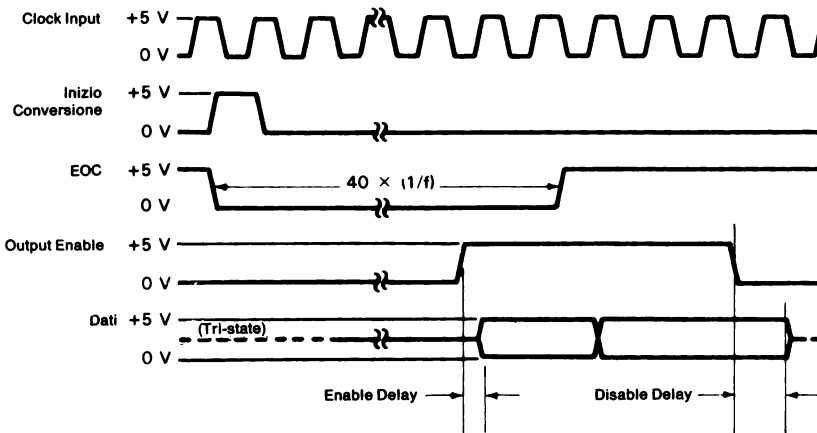 Clock Input +5 V
0 V
Inizio
Conversione +5 V
0 V
EOC +5 V
40 × (1/f)
0 V
Output Enable +5 V
0 V
Dati +5 V
(Tri-state)
0 V
Enable Delay Disable Delay